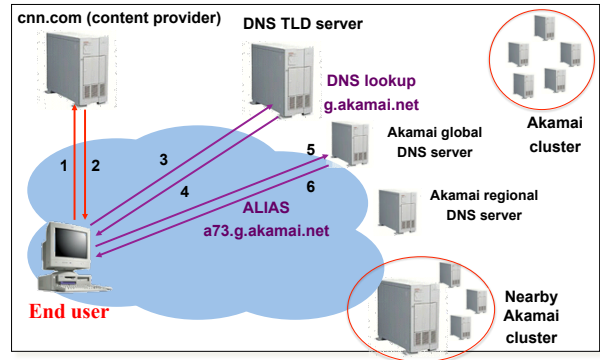 cnn.com (content provider)
DNS TLD server
DNS lookup
g.akamai.net
Akamai
cluster
1
2
3
4
5
6
Akamai global
DNS server
ALIAS
a73.g.akamai.net
Akamai regional
DNS server
End user
Nearby
Akamai
cluster